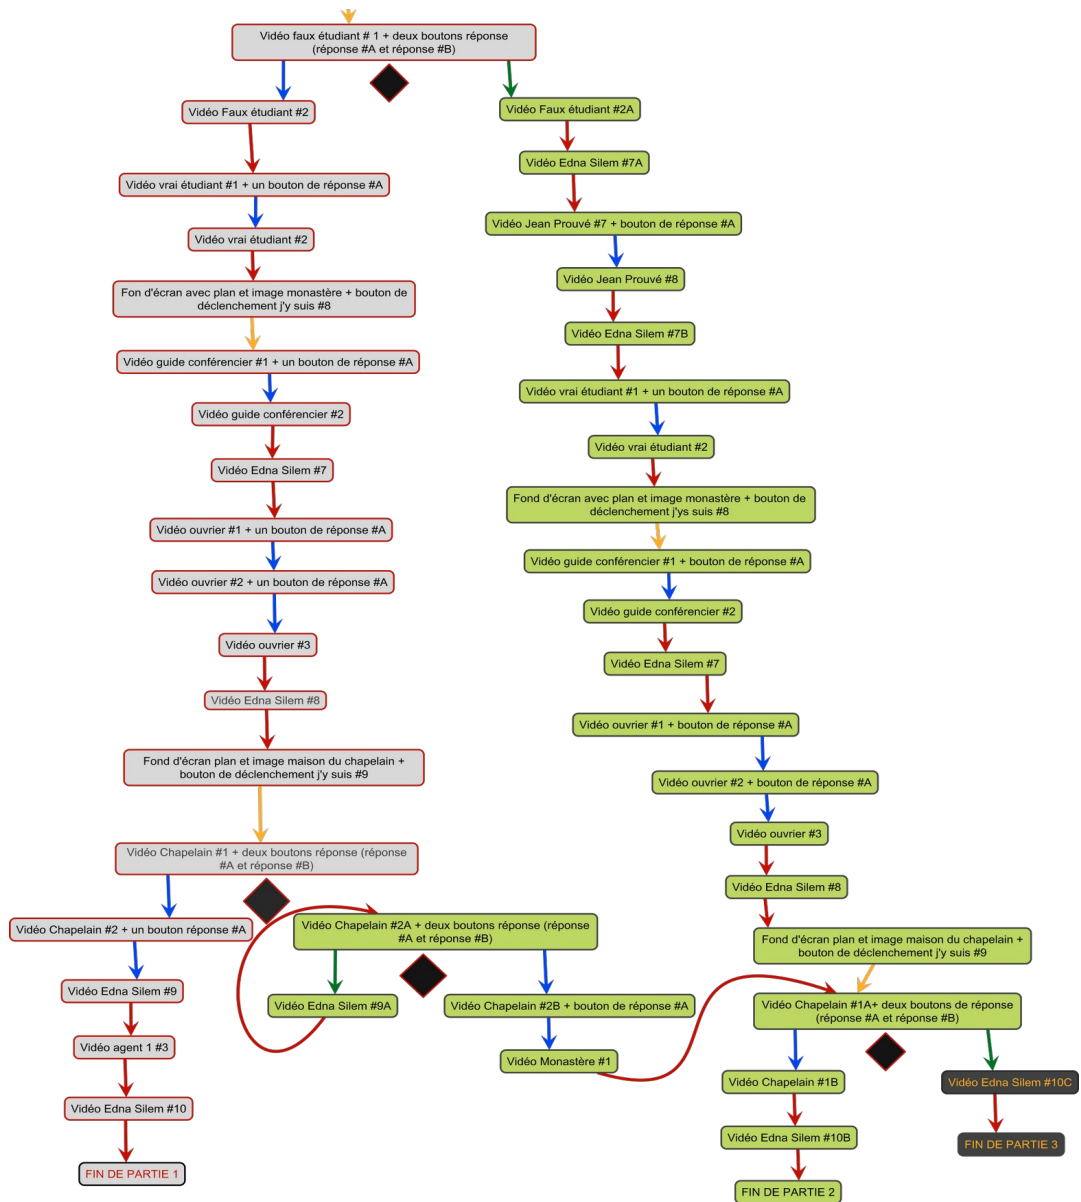 Vidéo faux étudiant # 1 + deux boutons réponse
(réponse #A et réponse #B)
Vidéo Faux étudiant #2
Vidéo vrai étudiant #1 + un bouton de réponse #A
Vidéo vrai étudiant #2
Fon d'écran avec plan et image monastère + bouton de
déclenchement j'y suis #8
Vidéo guide conférencier #1 + un bouton de réponse #A
Vidéo guide conférencier #2
Vidéo Edna Silem #7
Vidéo ouvrier #1 + un bouton de réponse #A
Vidéo ouvrier #2 + un bouton de réponse #A
Vidéo ouvrier #3
Vidéo Edna Silem #8
Fond d'écran plan et image maison du chapelain +
bouton de déclenchement j'y suis #9
Vidéo Chapelain #1 + deux boutons réponse (réponse
#A et réponse #B)
Vidéo Chapelain #2 + un bouton réponse #A
Vidéo Edna Silem #9
Vidéo agent 1 #3
Vidéo Edna Silem #10
FIN DE PARTIE 1
Vidéo Chapelain #2A + deux boutons réponse (réponse
#A et réponse #B)
Vidéo Edna Silem #9A
Vidéo Chapelain #2B + bouton de réponse #A
Vidéo Monastère #1
Vidéo Faux étudiant #2A
Vidéo Edna Silem #7A
Vidéo Jean Prouvé #7 + bouton de réponse #A
Vidéo Jean Prouvé #8
Vidéo Edna Silem #7B
Vidéo vrai étudiant #1 + un bouton de réponse #A
Vidéo vrai étudiant #2
Fond d'écran avec plan et image monastère + bouton de
déclenchement j'ys suis #8
Vidéo guide conférencier #1 + bouton de réponse #A
Vidéo guide conférencier #2
Vidéo Edna Silem #7
Vidéo ouvrier #1 + bouton de réponse #A
Vidéo ouvrier #2 + bouton de réponse #A
Vidéo ouvrier #3
Vidéo Edna Silem #8
Fond d'écran plan et image maison du chapelain +
bouton de déclenchement j'y suis #9
Vidéo Chapelain #1A+ deux boutons de réponse
(réponse #A et réponse #B)
Vidéo Chapelain #1B
Vidéo Edna Silem #10B
FIN DE PARTIE 2
Vidéo Edna Silem #10C
FIN DE PARTIE 3